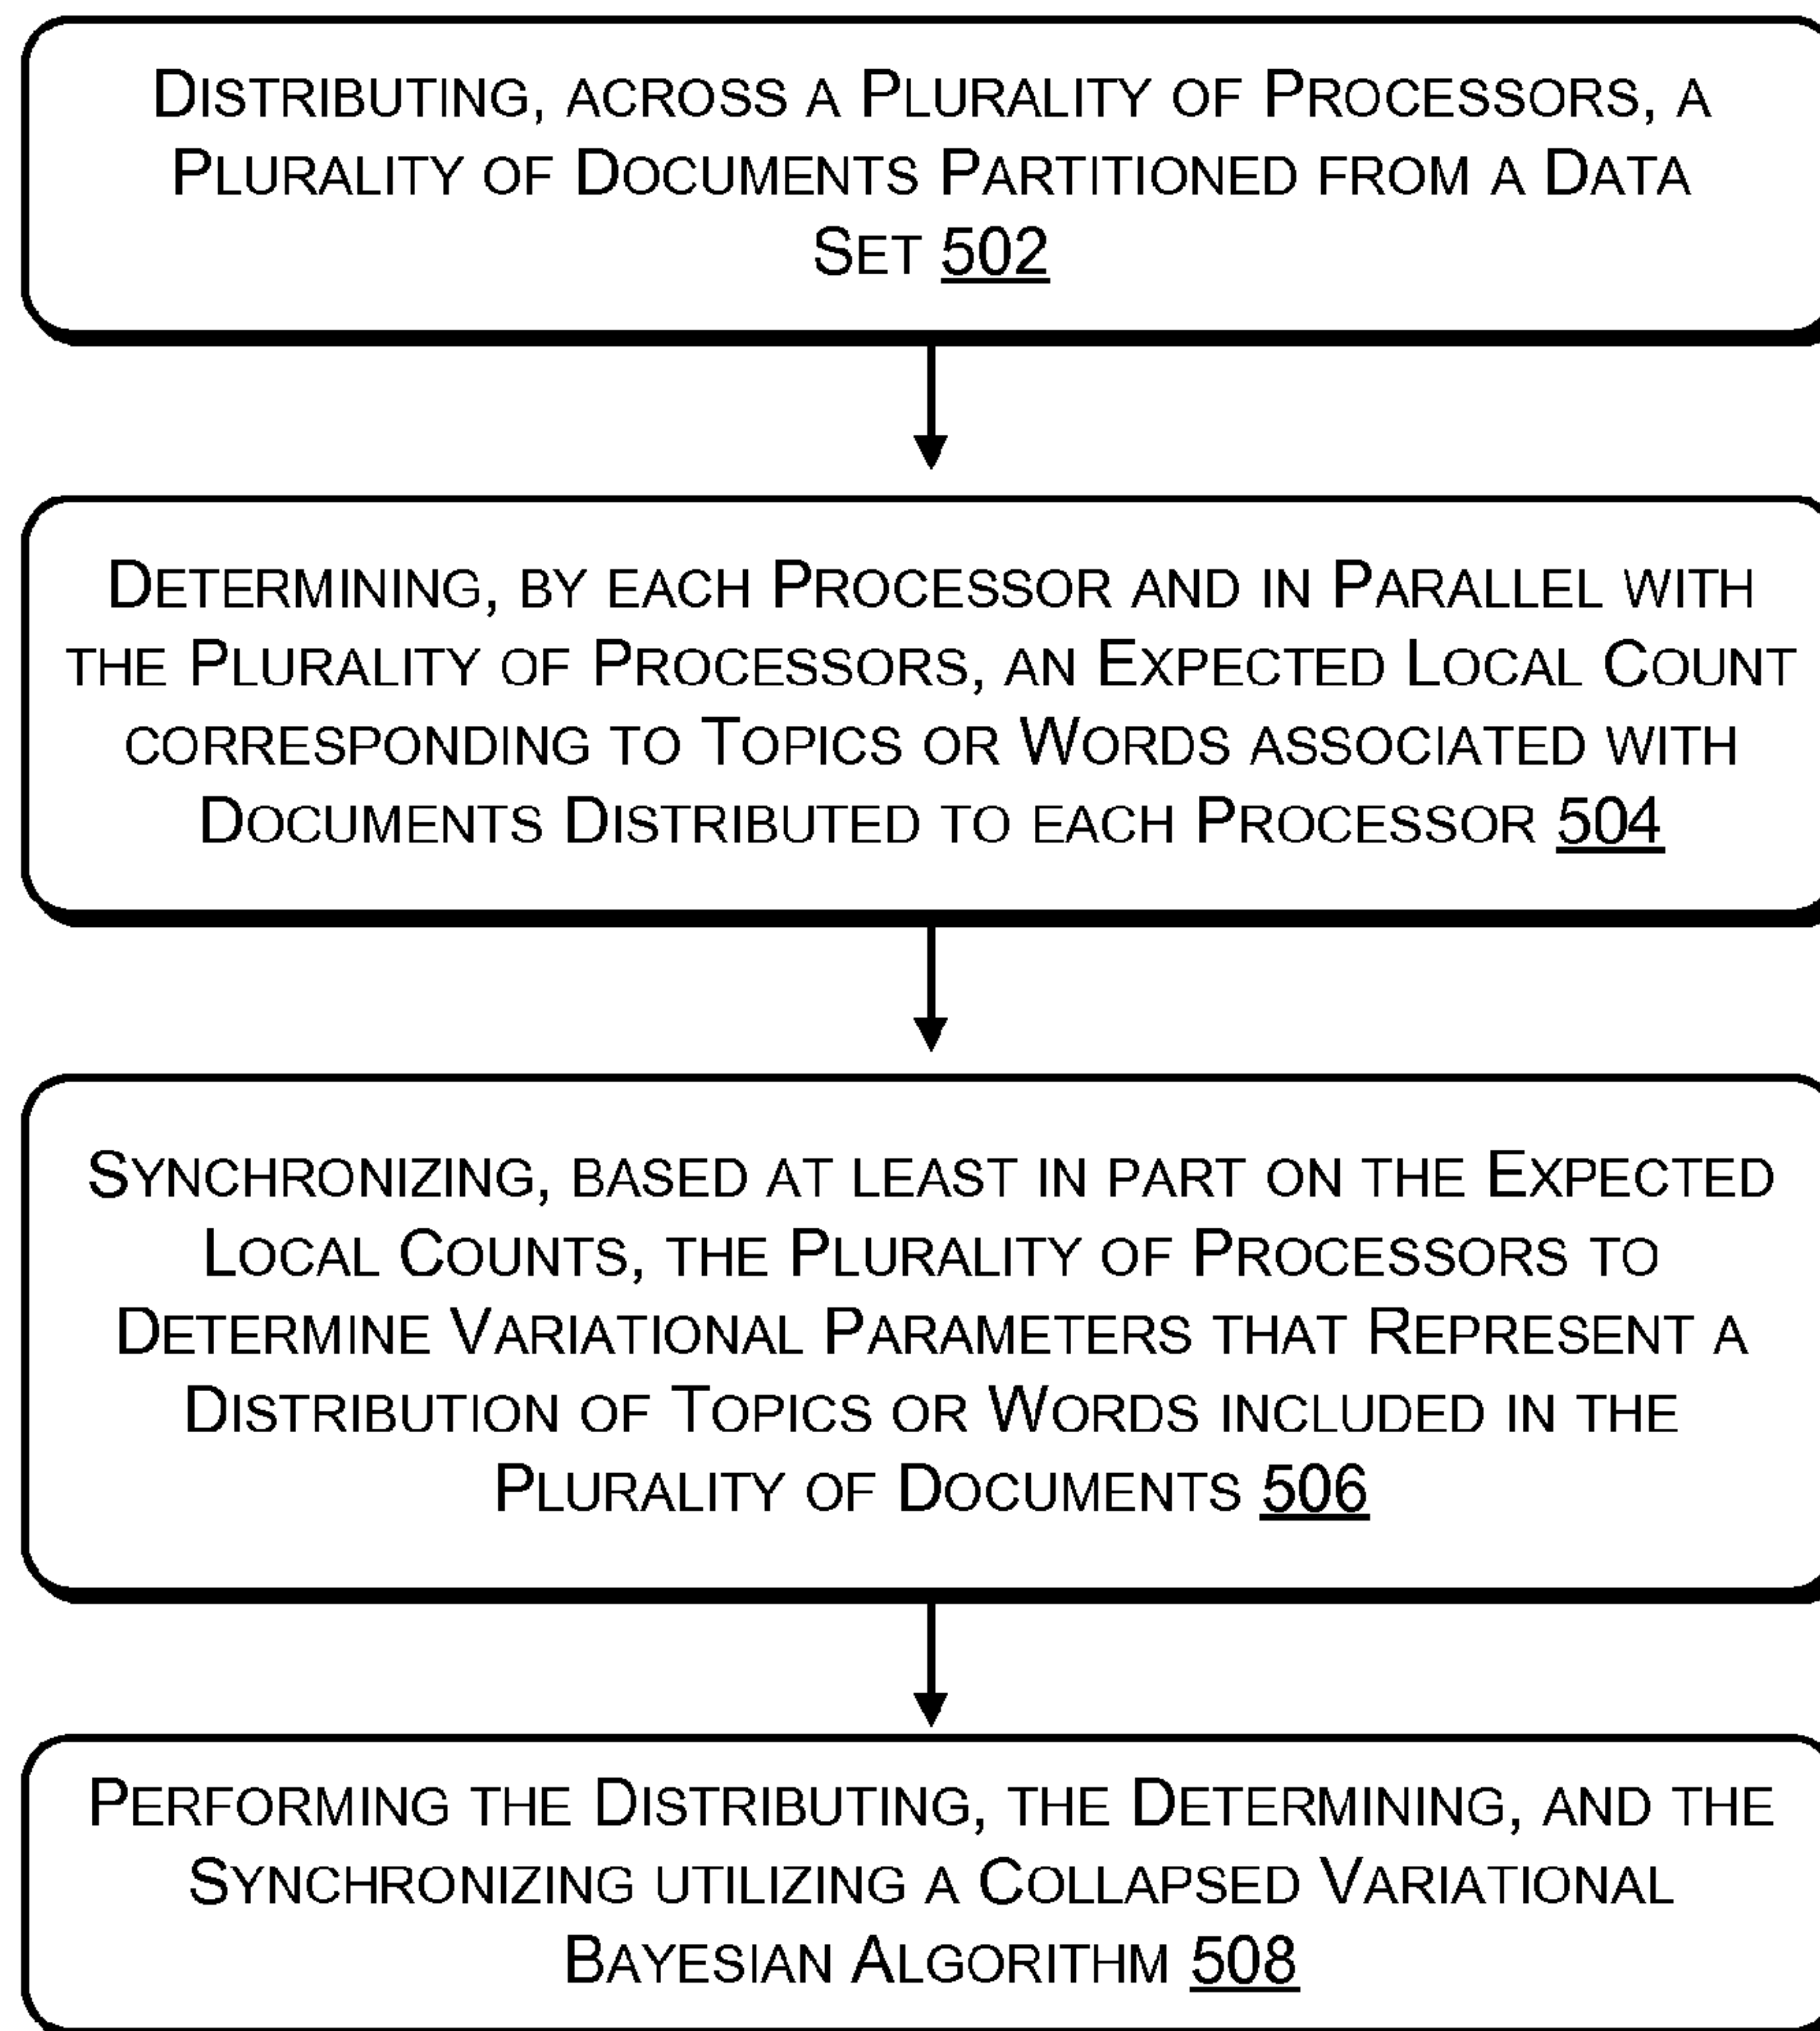 Distributing, across a Plurality of Processors, a
Plurality of Documents Partitioned from a Data
Set 502
Determining, by each Processor and in Parallel with
the Plurality of Processors, an Expected Local Count
corresponding to Topics or Words associated with
Documents Distributed to each Processor 504
Synchronizing, based at least in part on the Expected
Local Counts, the Plurality of Processors to
Determine Variational Parameters that Represent a
Distribution of Topics or Words included in the
Plurality of Documents 506
Performing the Distributing, the Determining, and the
Synchronizing utilizing a Collapsed Variational
Bayesian Algorithm 508